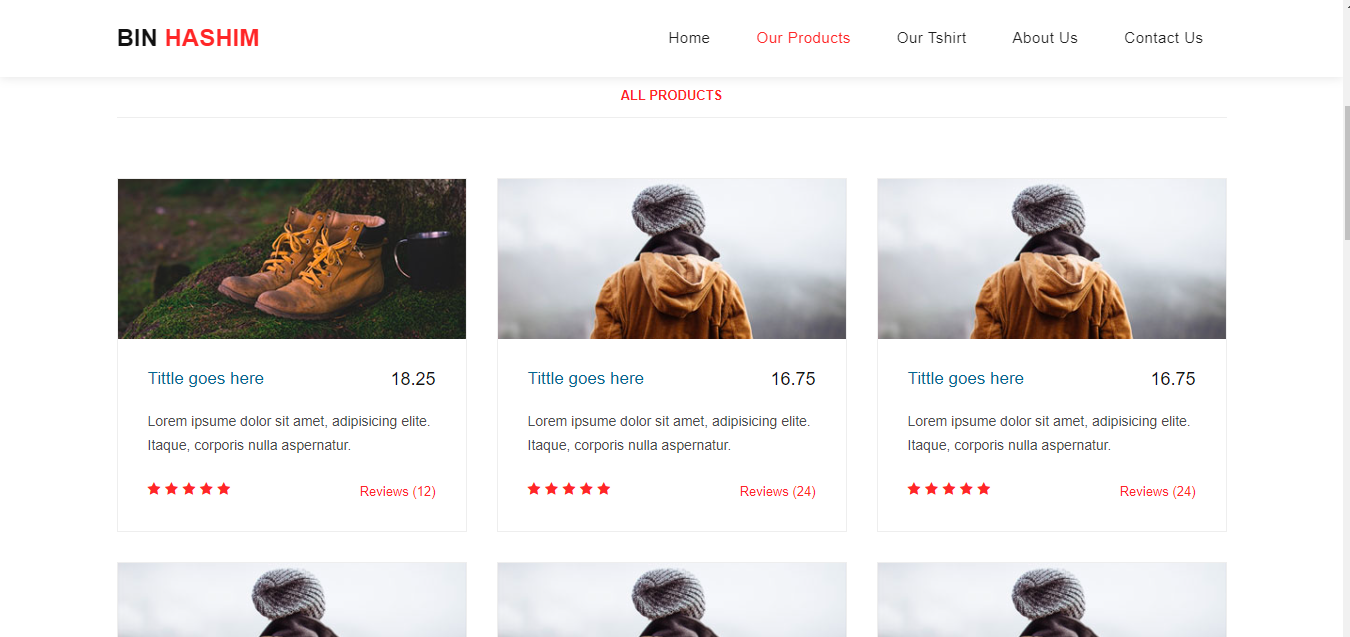 BIN HASHIM
Home Our Products Our Tshirt About Us Contact Us
ALL PRODUCTS
Tittle goes here 18.25
Lorem ipsume dolor sit amet, adipisicing elite.
Itaque, corporis nulla aspernatur.
Reviews (12)
Tittle goes here 16.75
Lorem ipsume dolor sit amet, adipisicing elite.
Itaque, corporis nulla aspernatur.
Reviews (24)
Tittle goes here 16.75
Lorem ipsume dolor sit amet, adipisicing elite.
Itaque, corporis nulla aspernatur.
Reviews (24)